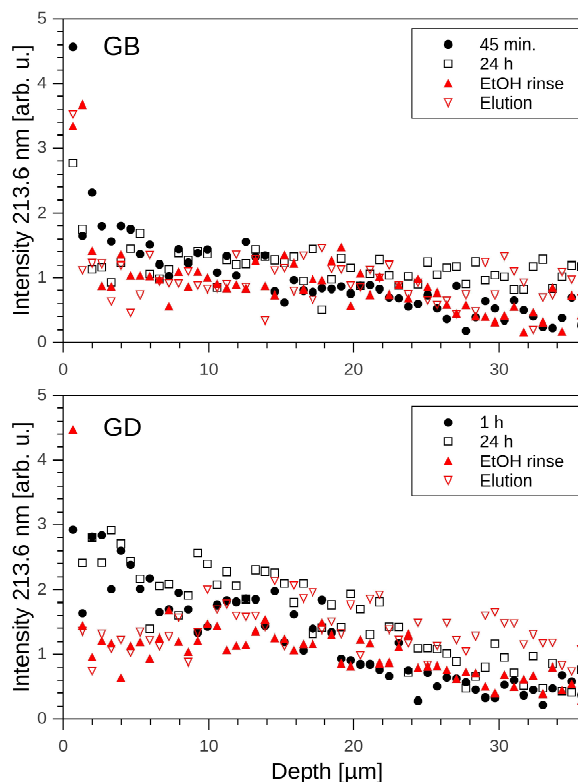 5
GB
45 min.
24 h
EtOH rinse
Elution
4
3
2
1
0
Intensity 213.6 nm [arb. u.]
0
10
20
30
5
GD
1 h
24 h
EtOH rinse
Elution
4
3
2
1
0
Intensity 213.6 nm [arb. u.]
0
10
20
30
Depth [µm]